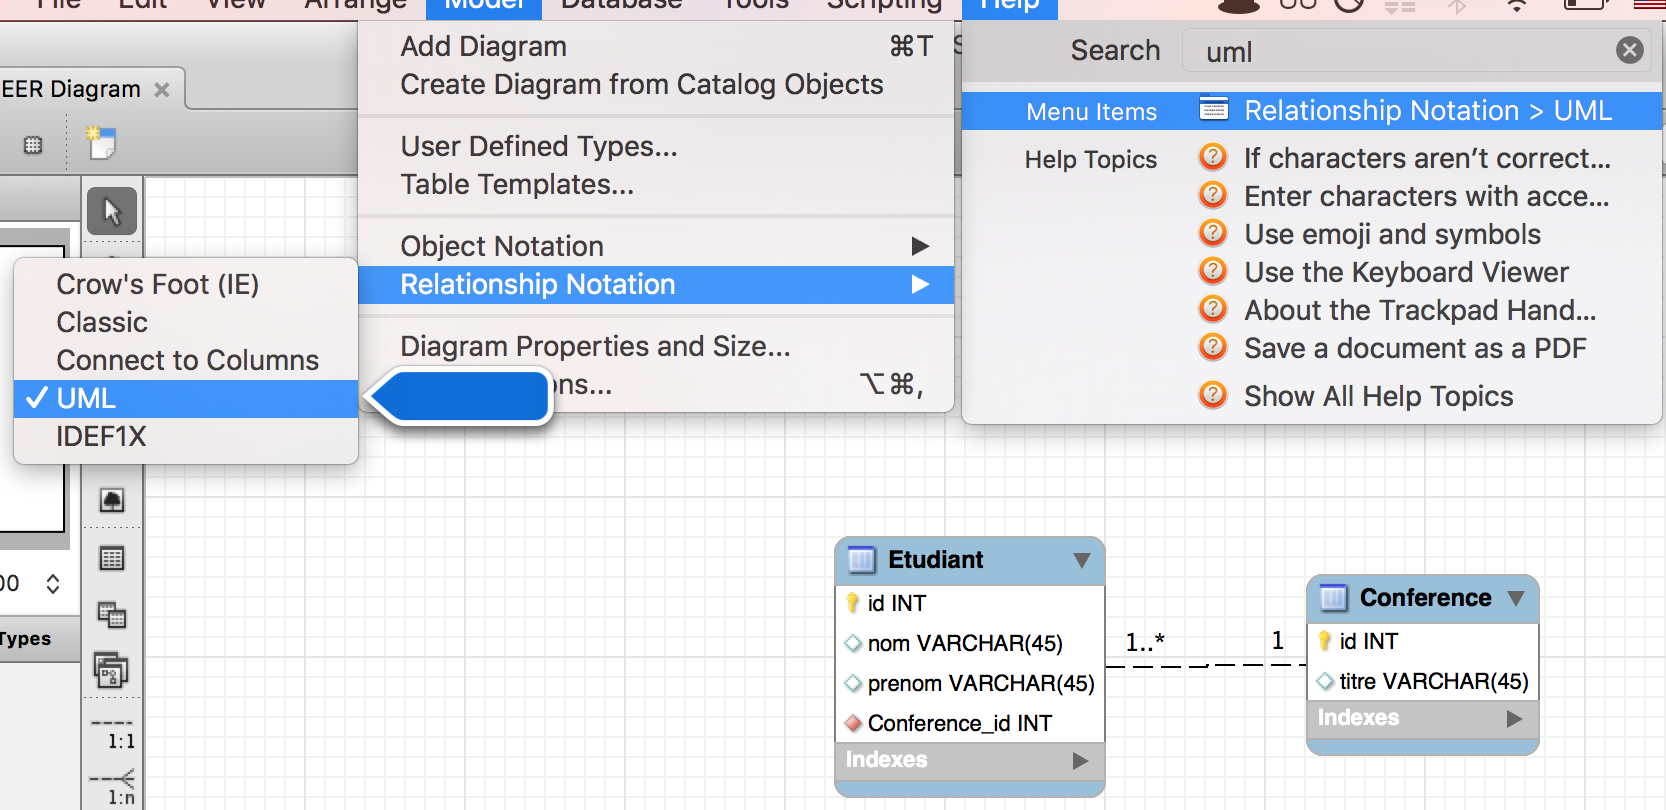 File Edit View Arrange Model Database Tools Scripting Help
EER Diagram
Add Diagram ⌘T
Create Diagram from Catalog Objects
User Defined Types...
Table Templates...
Object Notation
Relationship Notation
Diagram Properties and Size...
ons... ⌥⌘,
Crow's Foot (IE)
Classic
Connect to Columns
✓ UML
IDEF1X
Search uml
Menu Items Relationship Notation > UML
Help Topics If characters aren't correct...
Enter characters with acce...
Use emoji and symbols
Use the Keyboard Viewer
About the Trackpad Hand...
Save a document as a PDF
Show All Help Topics
00
Types
1:1
1:n
Etudiant
id INT
nom VARCHAR(45)
prenom VARCHAR(45)
Conference_id INT
Indexes
1..* 1
Conference
id INT
titre VARCHAR(45)
Indexes